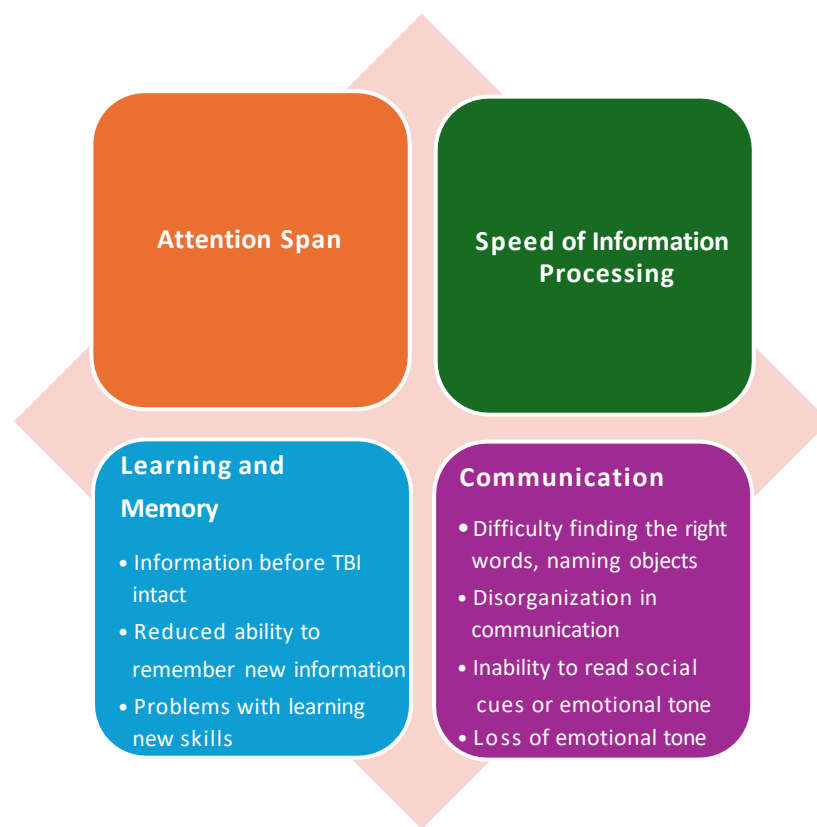 Attention Span
Speed of Information
Processing
Learning and
Memory
• Information before TBI
intact
• Reduced ability to
remember new information
• Problems with learning
new skills
Communication
• Difficulty finding the right
words, naming objects
• Disorganization in
communication
• Inability to read social
cues or emotional tone
• Loss of emotional tone